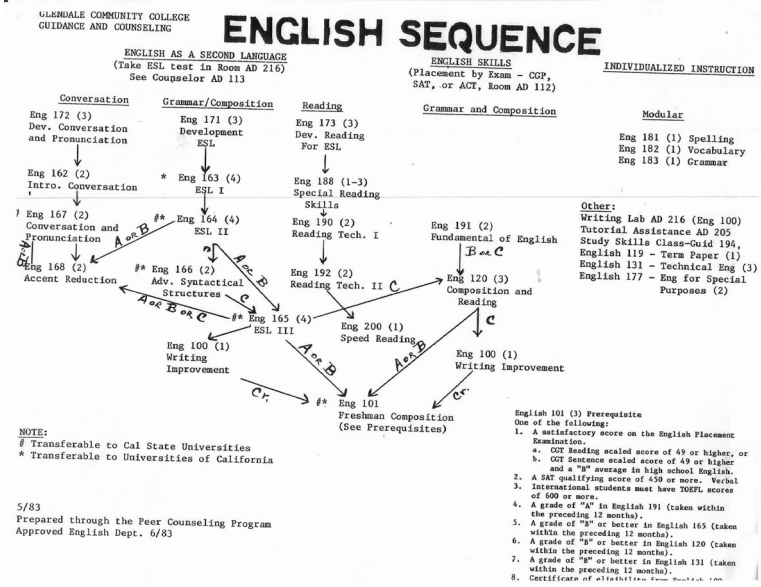 GLENDALE COMMUNITY COLLEGE
GUIDANCE AND COUNSELING
ENGLISH SEQUENCE
ENGLISH AS A SECOND LANGUAGE
(Take ESL test in Room AD 216)
See Counselor AD 113
ENGLISH SKILLS
(Placement by Exam - CGP,
SAT, or ACT, Room AD 112)
INDIVIDUALIZED INSTRUCTION
Conversation
Eng 172 (3)
Dev. Conversation
and Pronunciation
Eng 162 (2)
Intro. Conversation
Eng 167 (2)
Conversation and
Pronunciation
A or B
Eng 168 (2)
Accent Reduction
Grammar/Composition
Eng 171 (3)
Development
ESL
* Eng 163 (4)
ESL I
#* Eng 164 (4)
ESL II
A or B
A or B
#* Eng 166 (2)
Adv. Syntactical
Structures
C
A or B or C
#* Eng 165 (4)
ESL III
Eng 100 (1)
Writing
Improvement
Cr.
A or B
Reading
Eng 173 (3)
Dev. Reading
For ESL
Eng 188 (1-3)
Special Reading
Skills
Eng 190 (2)
Reading Tech. I
Eng 192 (2)
Reading Tech. II
C
Eng 200 (1)
Speed Reading
Grammar and Composition
Eng 191 (2)
Fundamental of English
B or C
Eng 120 (3)
Composition and
Reading
C
A or B
Eng 100 (1)
Writing Improvement
Cr.
#* Eng 101
Freshman Composition
(See Prerequisites)
Modular
Eng 181 (1) Spelling
Eng 182 (1) Vocabulary
Eng 183 (1) Grammar
Other:
Writing Lab AD 216 (Eng 100)
Tutorial Assistance AD 205
Study Skills Class-Guid 194,
English 119 - Term Paper (1)
English 131 - Technical Eng (3)
English 177 - Eng for Special
Purposes (2)
NOTE:
# Transferable to Cal State Universities
* Transferable to Universities of California
5/83
Prepared through the Peer Counseling Program
Approved English Dept. 6/83
English 101 (3) Prerequisite
One of the following:
1. A satisfactory score on the English Placement
Examination.
a. CGT Reading scaled score of 49 or higher, or
b. CGT Sentence scaled score of 49 or higher
and a "B" average in high school English.
2. A SAT qualifying score of 450 or more. Verbal
3. International students must have TOEFL scores
of 600 or more.
4. A grade of "A" in English 191 (taken within
the preceding 12 months).
5. A grade of "B" or better in English 165 (taken
within the preceding 12 months).
6. A grade of "B" or better in English 120 (taken
within the preceding 12 months).
7. A grade of "B" or better in English 131 (taken
within the preceding 12 months).
8. Certificate of eligibility from English